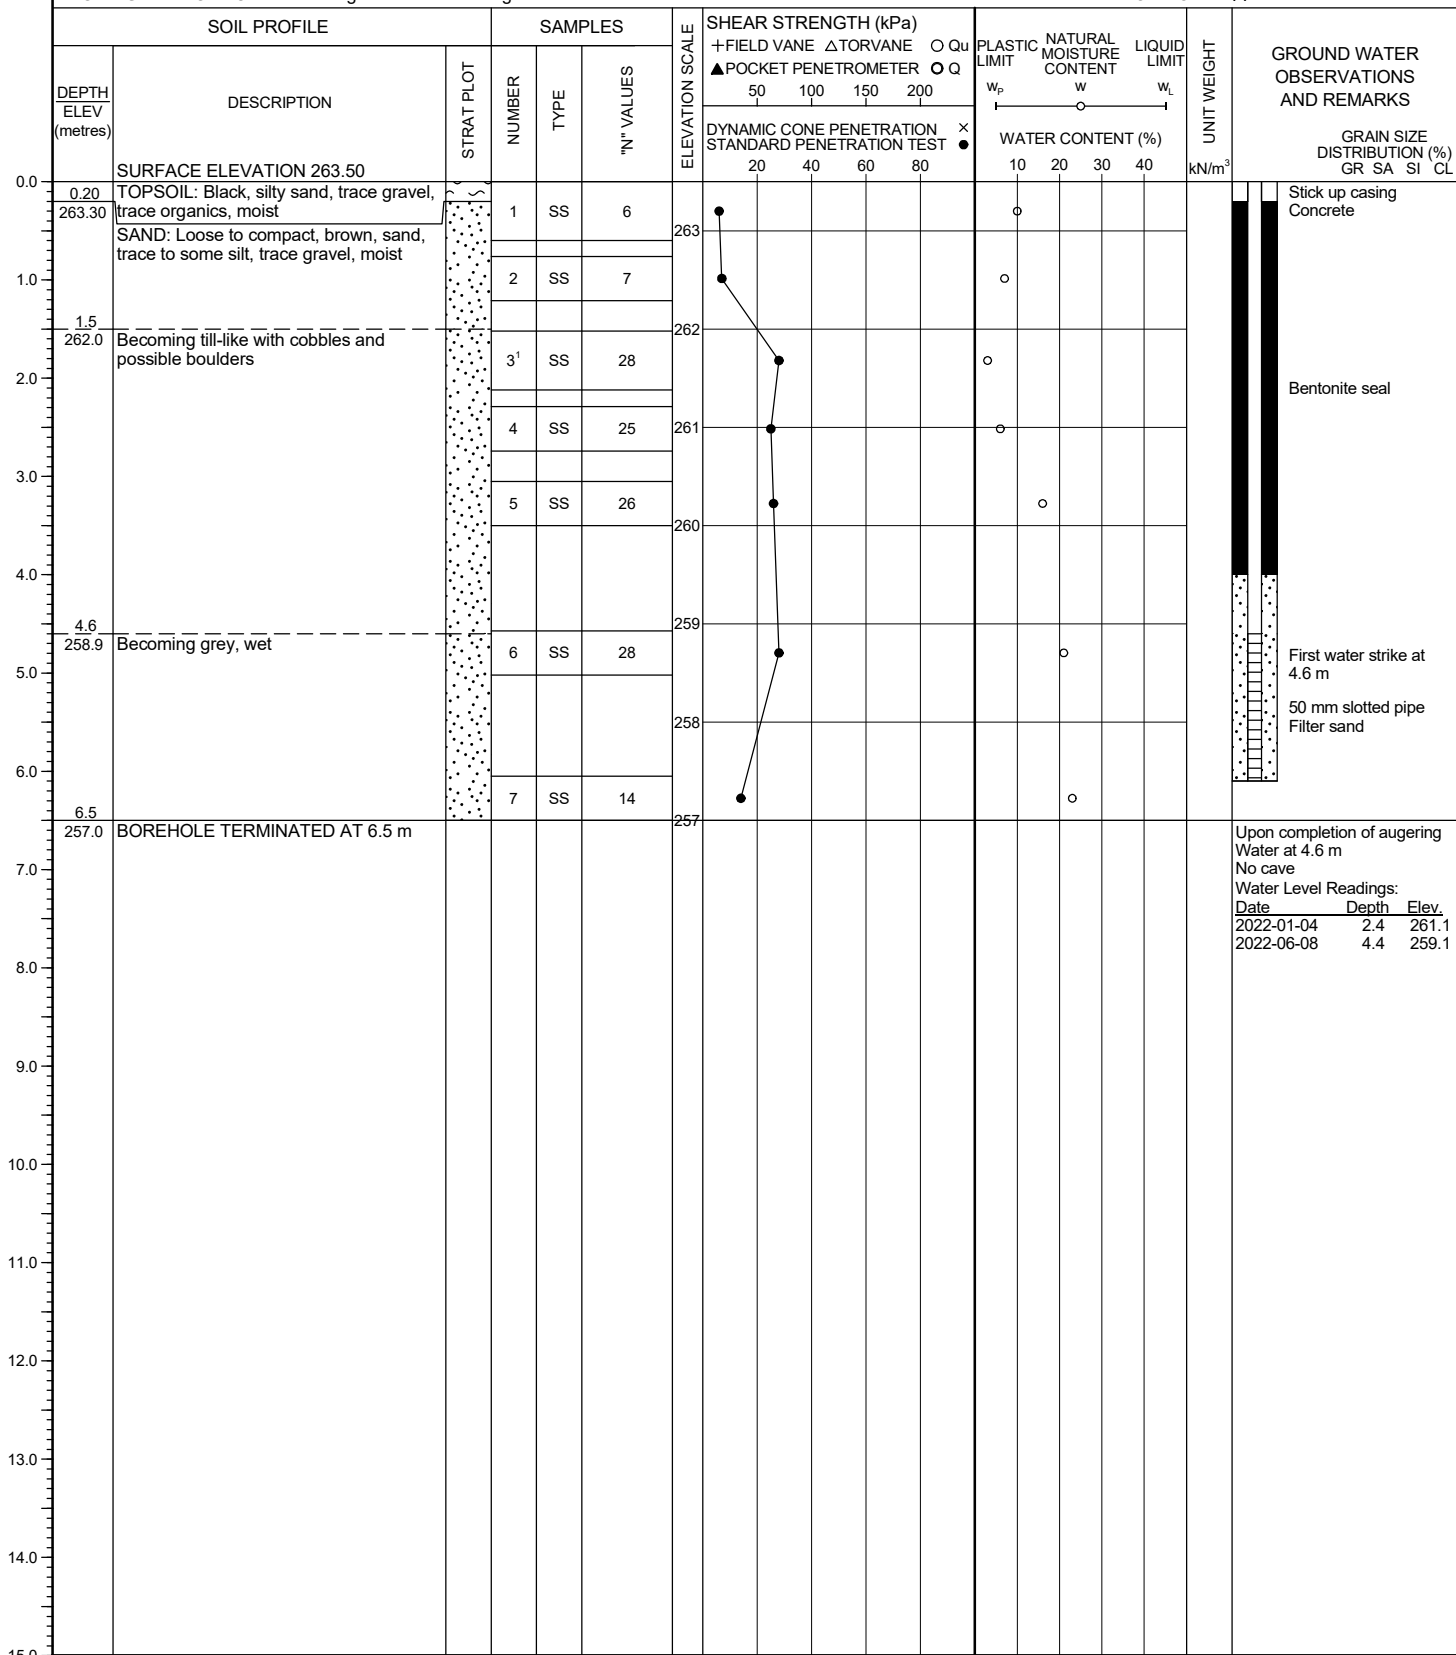 SOIL PROFILE
SAMPLES
ELEVATION SCALE
SHEAR STRENGTH (kPa)
+FIELD VANE △TORVANE ○ Qu
▲POCKET PENETROMETER O Q
50 100 150 200
DYNAMIC CONE PENETRATION ×
STANDARD PENETRATION TEST ●
20 40 60 80
PLASTIC LIMIT
NATURAL MOISTURE CONTENT
LIQUID LIMIT
WP W WL
WATER CONTENT (%)
10 20 30 40
UNIT WEIGHT
kN/m³
GROUND WATER
OBSERVATIONS
AND REMARKS
GRAIN SIZE
DISTRIBUTION (%)
GR SA SI CL
DEPTH
ELEV
(metres)
DESCRIPTION
STRAT PLOT
NUMBER
TYPE
"N" VALUES
SURFACE ELEVATION 263.50
0.0
0.20 TOPSOIL: Black, silty sand, trace gravel,
263.30 trace organics, moist
SAND: Loose to compact, brown, sand,
trace to some silt, trace gravel, moist
1 SS 6
263
Stick up casing
Concrete
1.0
2 SS 7
1.5
262.0 Becoming till-like with cobbles and
possible boulders
262
3¹ SS 28
2.0
Bentonite seal
4 SS 25
261
3.0
5 SS 26
260
4.0
4.6
259
258.9 Becoming grey, wet
6 SS 28
5.0
First water strike at
4.6 m
50 mm slotted pipe
Filter sand
258
6.0
7 SS 14
6.5
257
257.0 BOREHOLE TERMINATED AT 6.5 m
Upon completion of augering
Water at 4.6 m
No cave
Water Level Readings:
Date Depth Elev.
2022-01-04 2.4 261.1
2022-06-08 4.4 259.1
7.0
8.0
9.0
10.0
11.0
12.0
13.0
14.0
15.0